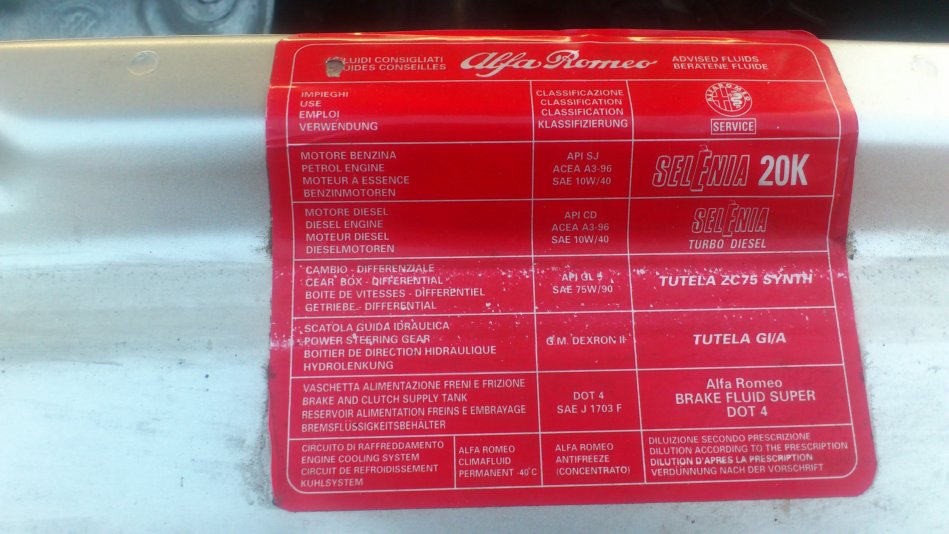 FLUIDI CONSIGLIATI
LIQUIDES CONSEILLES
Alfa Romeo
ADVISED FLUIDS
BERATENE FLUIDE
IMPIEGHI
USE
EMPLOI
VERWENDUNG
CLASSIFICAZIONE
CLASSIFICATION
CLASSIFICATION
KLASSIFIZIERUNG
ALFA ROMEO
SERVICE
MOTORE BENZINA
PETROL ENGINE
MOTEUR À ESSENCE
BENZINMOTOREN
API SJ
ACEA A3-96
SAE 10W/40
SELÈNIA 20K
MOTORE DIESEL
DIESEL ENGINE
MOTEUR DIESEL
DIESELMOTOREN
API CD
ACEA A3-96
SAE 10W/40
SELÈNIA
TURBO DIESEL
CAMBIO - DIFFERENZIALE
GEAR BOX - DIFFERENTIAL
BOITE DE VITESSES - DIFFERENTIEL
GETRIEBE - DIFFERENTIAL
API GL 5
SAE 75W/90
TUTELA ZC75 SYNTH
SCATOLA GUIDA IDRAULICA
POWER STEERING GEAR
BOITIER DE DIRECTION HIDRAULIQUE
HYDROLENKUNG
G.M. DEXRON II
TUTELA GI/A
VASCHETTA ALIMENTAZIONE FRENI E FRIZIONE
BRAKE AND CLUTCH SUPPLY TANK
RESERVOIR ALIMENTATION FREINS E EMBRAYAGE
BREMSFLÜSSIGKEITSBEHÄLTER
DOT 4
SAE J 1703 F
Alfa Romeo
BRAKE FLUID SUPER
DOT 4
CIRCUITO DI RAFFREDDAMENTO
ENGINE COOLING SYSTEM
CIRCUIT DE REFROIDISSEMENT
KUHLSYSTEM
ALFA ROMEO
CLIMAFLUID
PERMANENT -40°C
ALFA ROMEO
ANTIFREEZE
(CONCENTRATO)
DILUIZIONE SECONDO PRESCRIZIONE
DILUTION ACCORDING TO THE PRESCRIPTION
DILUTION D'APRES LA PRESCRIPTION
VERDÜNNUNG NACH DER VORSCHRIFT